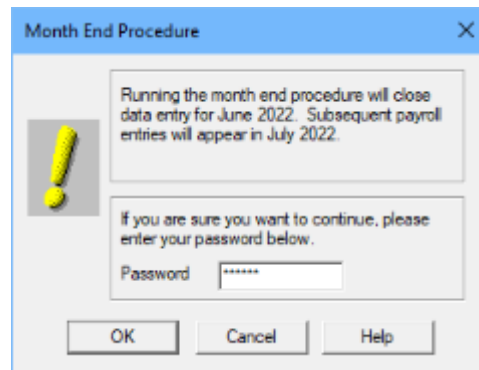 Month End Procedure
Running the month end procedure will close
data entry for June 2022. Subsequent payroll
entries will appear in July 2022.
If you are sure you want to continue, please
enter your password below.
Password ******
OK Cancel Help